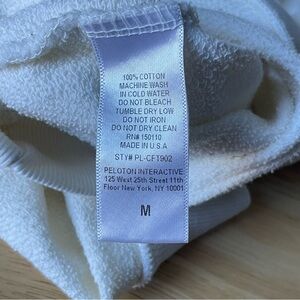 100% COTTON
MACHINE WASH
IN COLD WATER
DO NOT BLEACH
TUMBLE DRY LOW
DO NOT IRON
DO NOT DRY CLEAN
RN# 150110
MADE IN U.S.A
STY# PL-CF1902
PELOTON INTERACTIVE
125 West 25th Street 11th
Floor New York, NY 10001
M